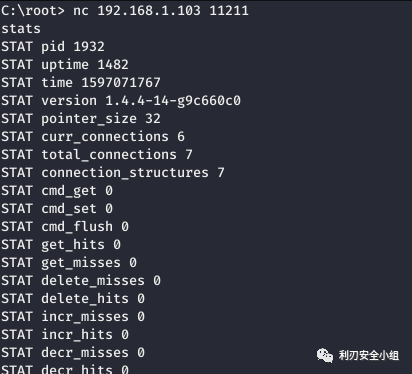 C:\root> nc 192.168.1.103 11211
stats
STAT pid 1932
STAT uptime 1482
STAT time 1597071767
STAT version 1.4.4-14-g9c660c0
STAT pointer_size 32
STAT curr_connections 6
STAT total_connections 7
STAT connection_structures 7
STAT cmd_get 0
STAT cmd_set 0
STAT cmd_flush 0
STAT get_hits 0
STAT get_misses 0
STAT delete_misses 0
STAT delete_hits 0
STAT incr_misses 0
STAT incr_hits 0
STAT decr_misses 0
STAT decr_hits 0
利刃安全小组